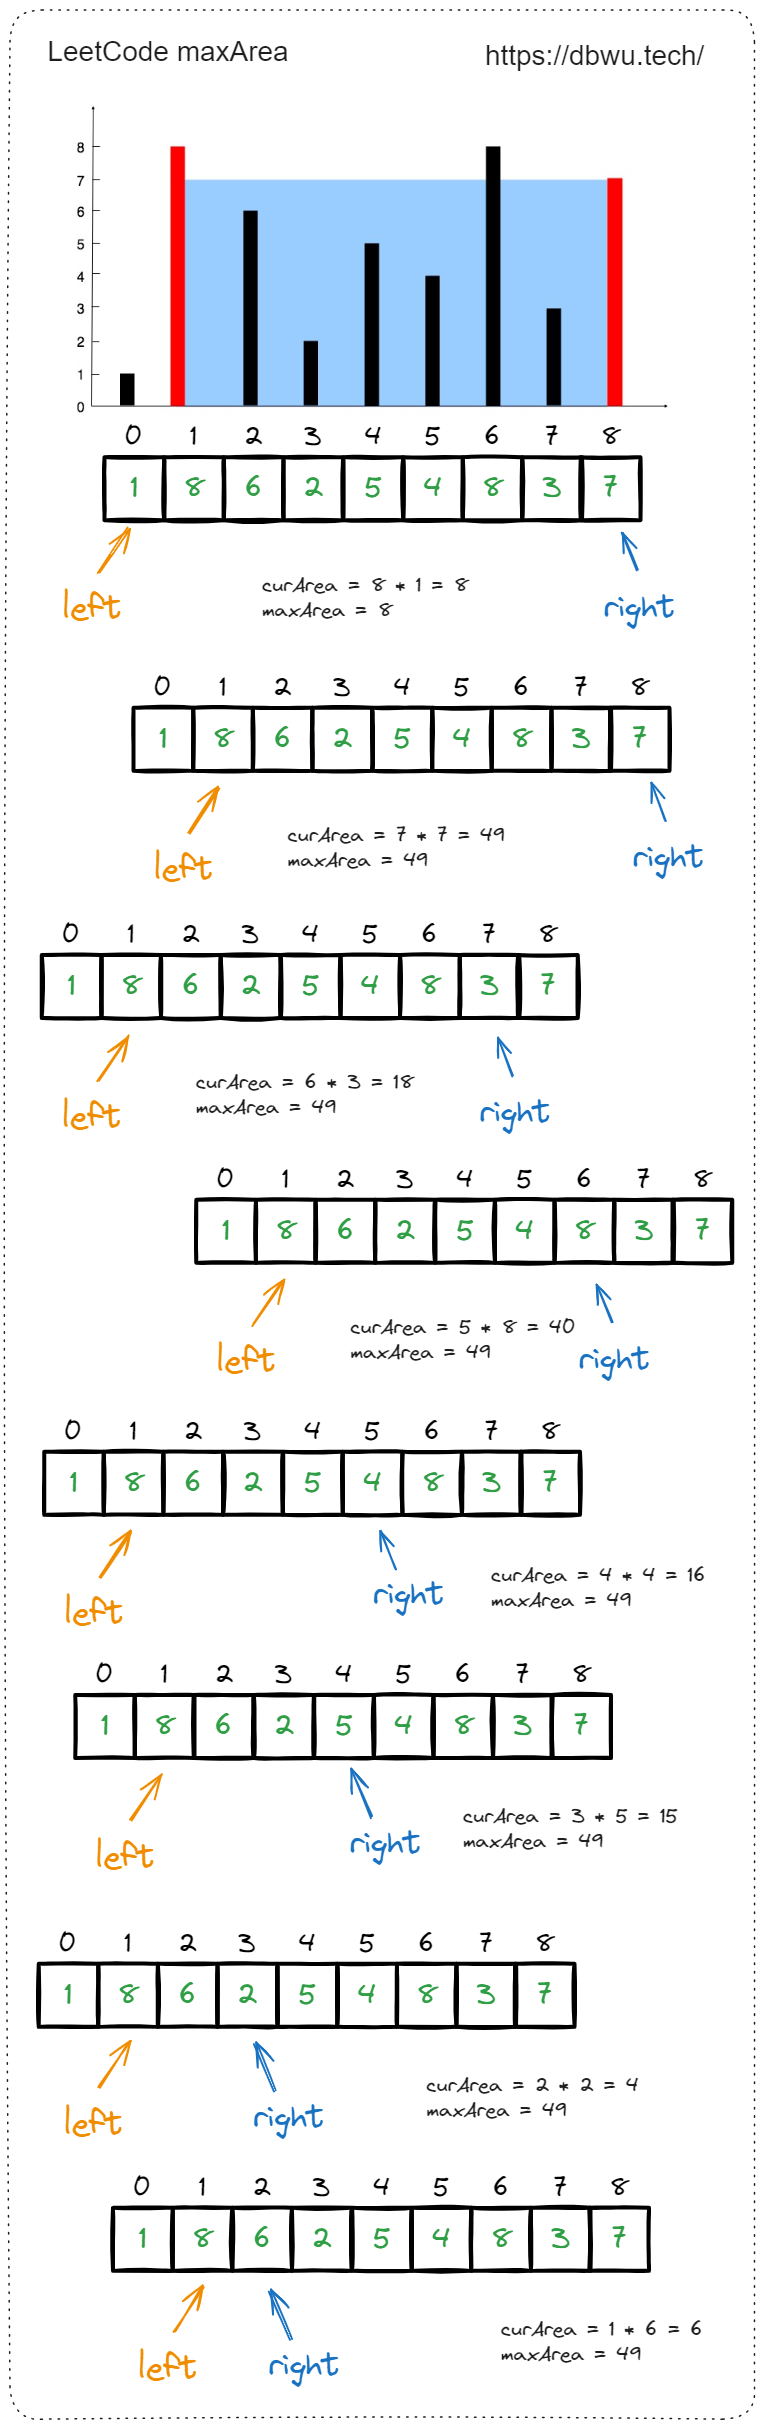 LeetCode maxArea
https://dbwu.tech/
8
7
6
5
4
3
2
1
0
0 1 2 3 4 5 6 7 8
1 8 6 2 5 4 8 3 7
left
curArea = 8 * 1 = 8
maxArea = 8
right
0 1 2 3 4 5 6 7 8
1 8 6 2 5 4 8 3 7
left
curArea = 7 * 7 = 49
maxArea = 49
right
0 1 2 3 4 5 6 7 8
1 8 6 2 5 4 8 3 7
left
curArea = 6 * 3 = 18
maxArea = 49
right
0 1 2 3 4 5 6 7 8
1 8 6 2 5 4 8 3 7
left
curArea = 5 * 8 = 40
maxArea = 49
right
0 1 2 3 4 5 6 7 8
1 8 6 2 5 4 8 3 7
left
right
curArea = 4 * 4 = 16
maxArea = 49
0 1 2 3 4 5 6 7 8
1 8 6 2 5 4 8 3 7
left
right
curArea = 3 * 5 = 15
maxArea = 49
0 1 2 3 4 5 6 7 8
1 8 6 2 5 4 8 3 7
left
right
curArea = 2 * 2 = 4
maxArea = 49
0 1 2 3 4 5 6 7 8
1 8 6 2 5 4 8 3 7
left
right
curArea = 1 * 6 = 6
maxArea = 49